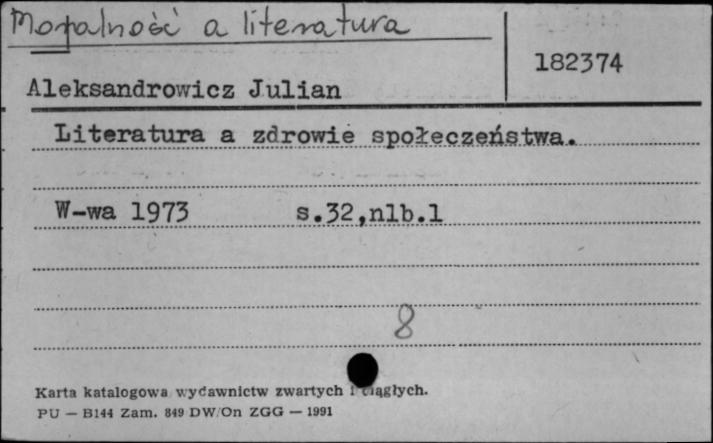 Moralność a literatura
182374
Aleksandrowicz Julian
Literatura a zdrowie społeczeństwa.
W-wa 1973 s.32,nlb.1
8
Karta katalogowa wydawnictw zwartych i ciągłych.
PU — B144 Zam. 849 DW/On ZGG — 1991